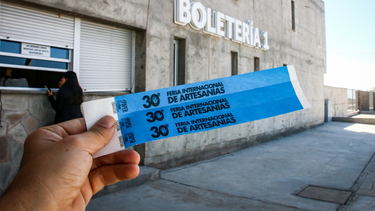 BOLETERÍA 1
30° FERIA INTERNACIONAL
DE ARTESANÍAS
30° FERIA INTERNACIONAL
DE ARTESANÍAS
30° FERIA INTERNACIONAL
DE ARTESANÍAS